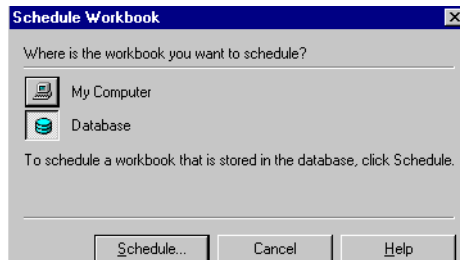 Schedule Workbook
Where is the workbook you want to schedule?
My Computer
Database
To schedule a workbook that is stored in the database, click Schedule.
Schedule...
Cancel
Help